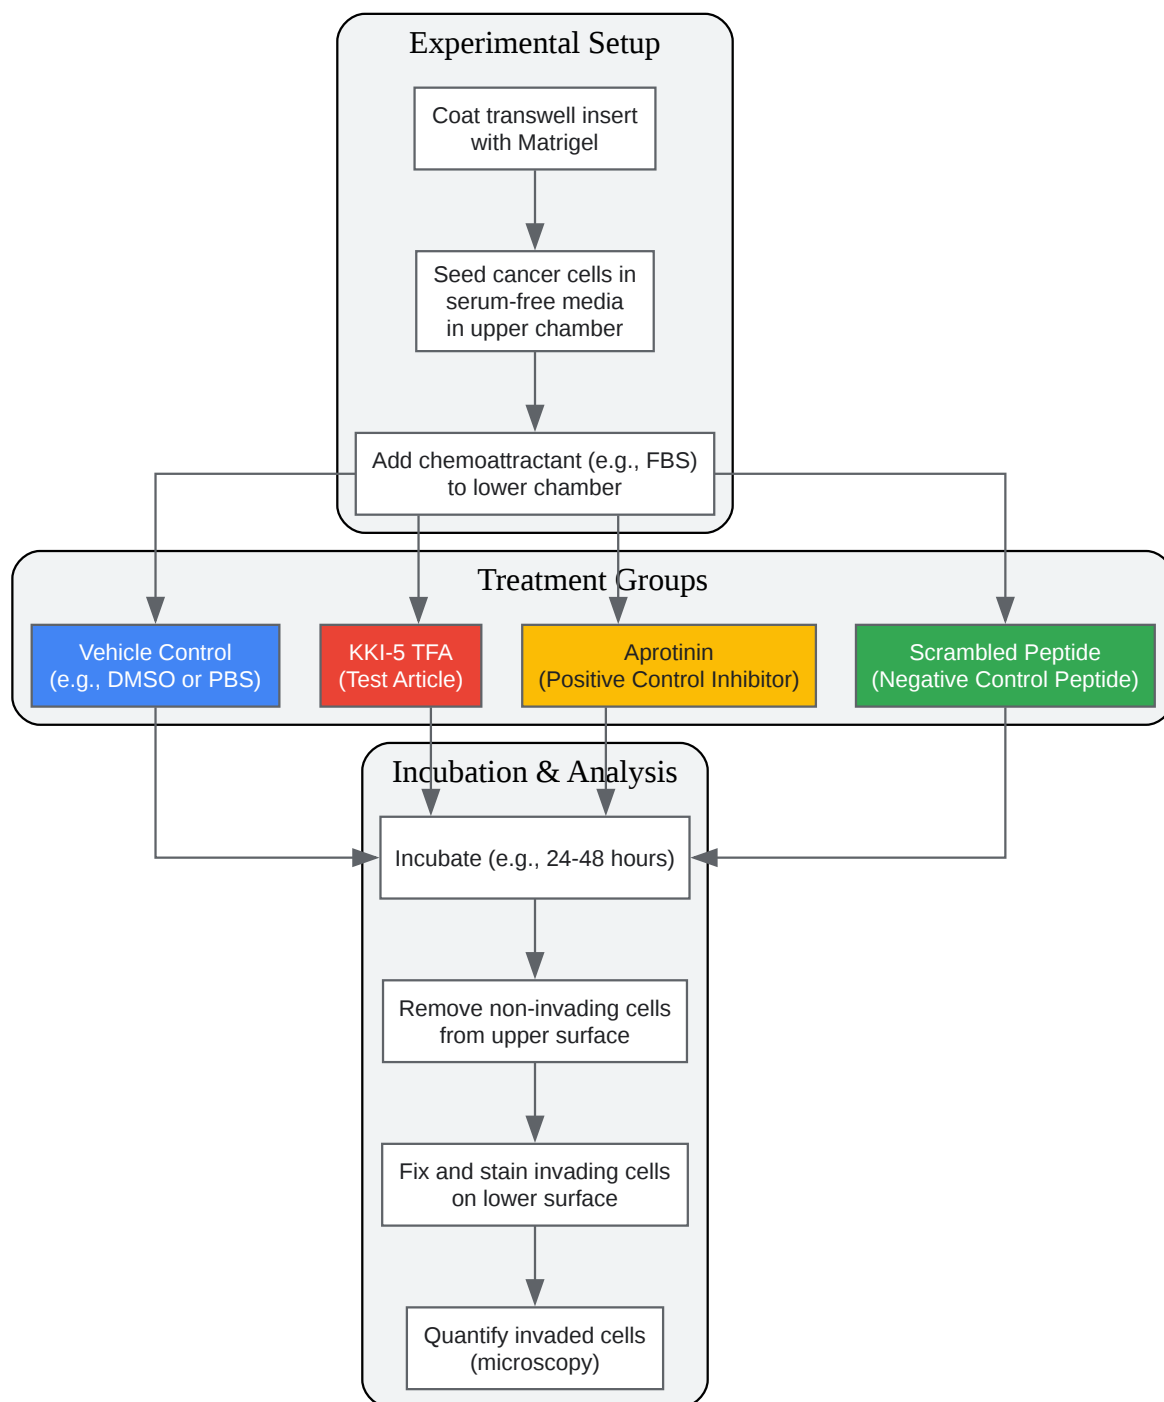 Experimental Setup
Coat transwell insert
with Matrigel
Seed cancer cells in
serum-free media
in upper chamber
Add chemoattractant (e.g., FBS)
to lower chamber
Treatment Groups
Vehicle Control
(e.g., DMSO or PBS)
KKI-5 TFA
(Test Article)
Aprotinin
(Positive Control Inhibitor)
Scrambled Peptide
(Negative Control Peptide)
Incubation & Analysis
Incubate (e.g., 24-48 hours)
Remove non-invading cells
from upper surface
Fix and stain invading cells
on lower surface
Quantify invaded cells
(microscopy)